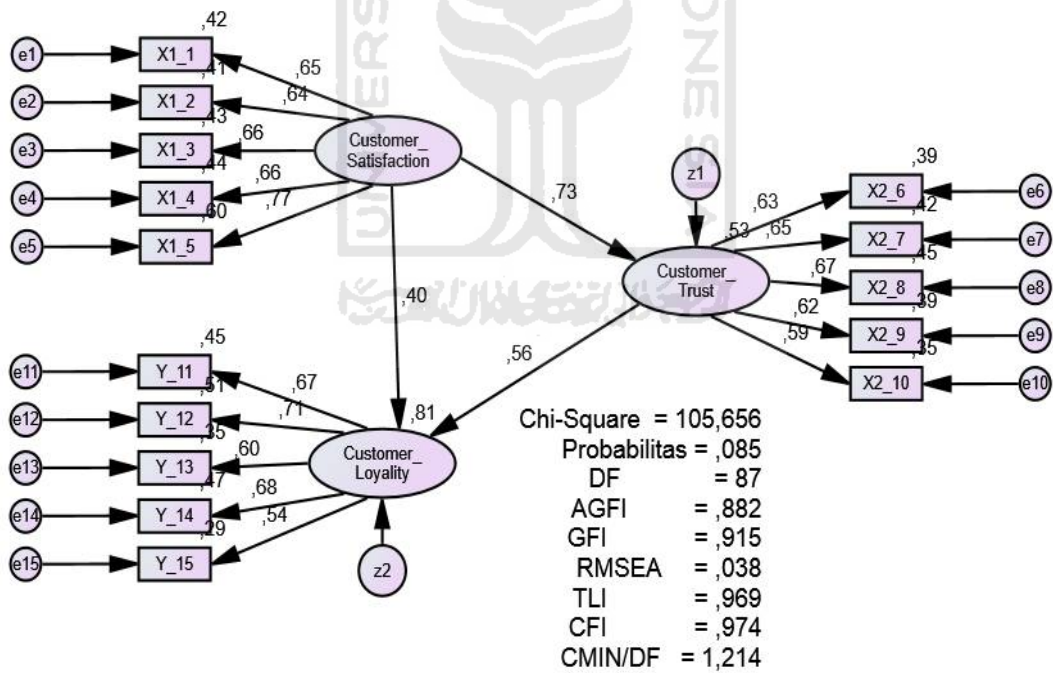 ,42
e1
X1_1
,65
,41
e2
X1_2
,64
,43
e3
X1_3
,66
,44
e4
X1_4
,66
,60
e5
X1_5
,77
Customer_
Satisfaction
,73
,40
z1
,53
Customer_
Trust
,56
,39
,63
X2_6
e6
,42
,65
X2_7
e7
,45
,67
X2_8
e8
,39
,62
X2_9
e9
,35
,59
X2_10
e10
,45
e11
Y_11
,67
,51
e12
Y_12
,71
,35
e13
Y_13
,60
,47
e14
Y_14
,68
,29
e15
Y_15
,54
,81
Customer_
Loyality
z2
Chi-Square = 105,656
Probabilitas = ,085
DF = 87
AGFI = ,882
GFI = ,915
RMSEA = ,038
TLI = ,969
CFI = ,974
CMIN/DF = 1,214
UNIVERS
ONESIA